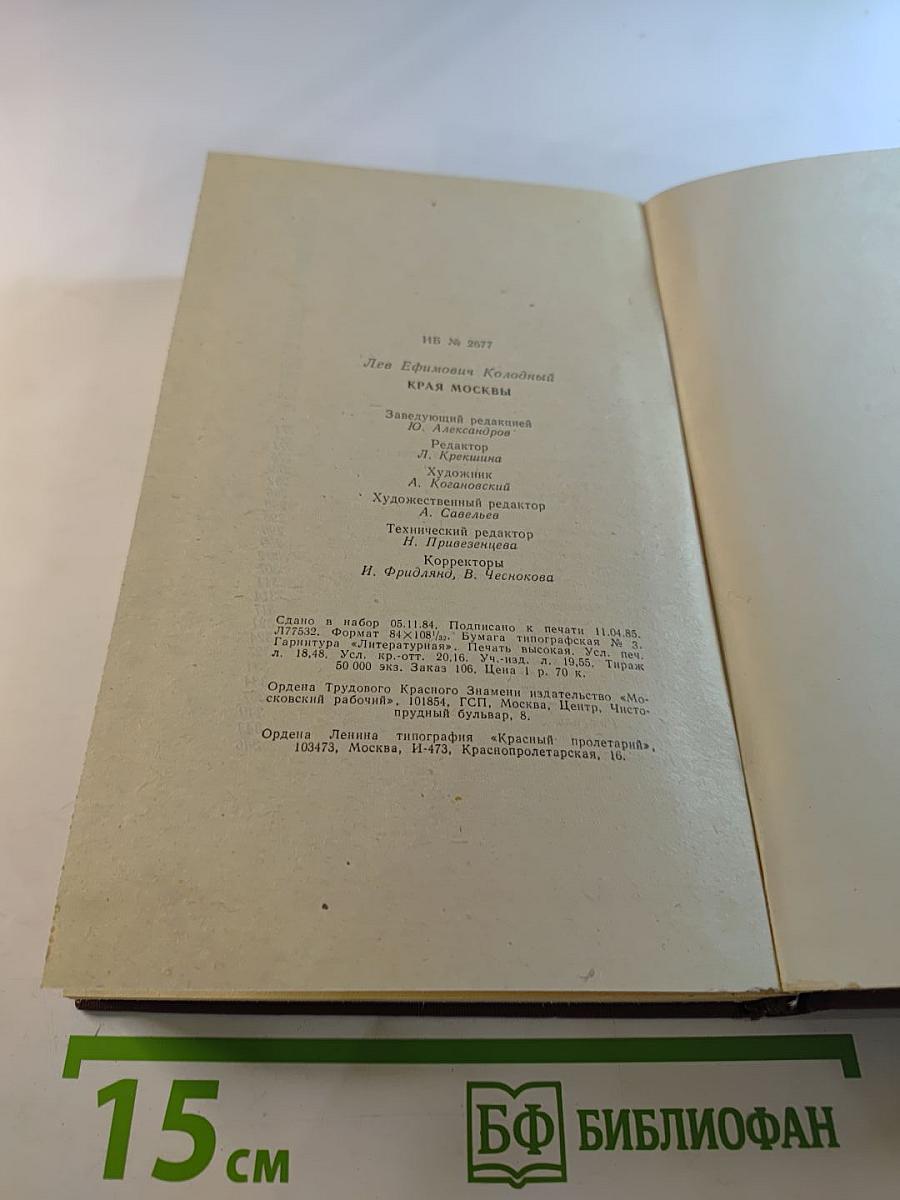 ИБ № 2677
Лев Ефимович Колодный
КРАЯ МОСКВЫ
Заведующий редакцией
Ю. Александров
Редактор
Л. Крекшина
Художник
А. Когановский
Художественный редактор
А. Савельев
Технический редактор
Н. Привезенцева
Корректоры
И. Фридлянд, В. Чеснокова
Сдано в набор 05.11.84. Подписано к печати 11.04.85.
Л77532. Формат 84×108¹/₃₂. Бумага типографская № 3.
Гарнитура «Литературная». Печать высокая. Усл. печ.
л. 18,48. Усл. кр.-отт. 20,16. Уч.-изд. л. 19,55. Тираж
50 000 экз. Заказ 106. Цена 1 р. 70 к.
Ордена Трудового Красного Знамени издательство «Мо-
сковский рабочий», 101854, ГСП, Москва, Центр, Чисто-
прудный бульвар, 8.
Ордена Ленина типография «Красный пролетарий»,
103473, Москва, И-473, Краснопролетарская, 16.
15 см
БФ БИБЛИОФАН